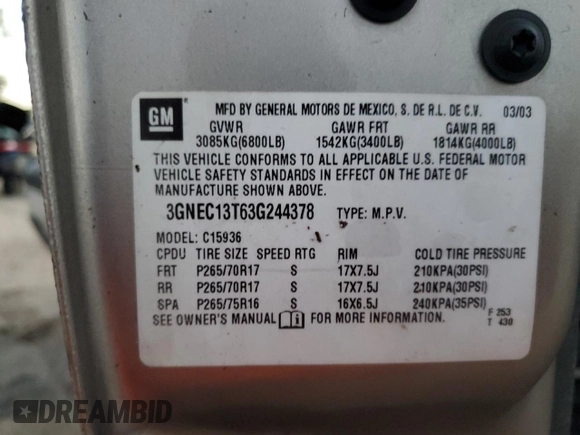 GM
MFD BY GENERAL MOTORS DE MEXICO, S. DE R.L. DE C.V. 03/03
GVWR GAWR FRT GAWR RR
3085KG(6800LB) 1542KG(3400LB) 1814KG(4000LB)
THIS VEHICLE CONFORMS TO ALL APPLICABLE U.S. FEDERAL MOTOR
VEHICLE SAFETY STANDARDS IN EFFECT ON THE DATE OF
MANUFACTURE SHOWN ABOVE.
3GNEC13T63G244378 TYPE: M.P.V.
MODEL: C15936
CPDU TIRE SIZE SPEED RTG RIM COLD TIRE PRESSURE
FRT P265/70R17 S 17X7.5J 210KPA(30PSI)
RR P265/70R17 S 17X7.5J 210KPA(30PSI)
SPA P265/75R16 S 16X6.5J 240KPA(35PSI)
SEE OWNER'S MANUAL FOR MORE INFORMATION. F 253
T 430
DREAMBID